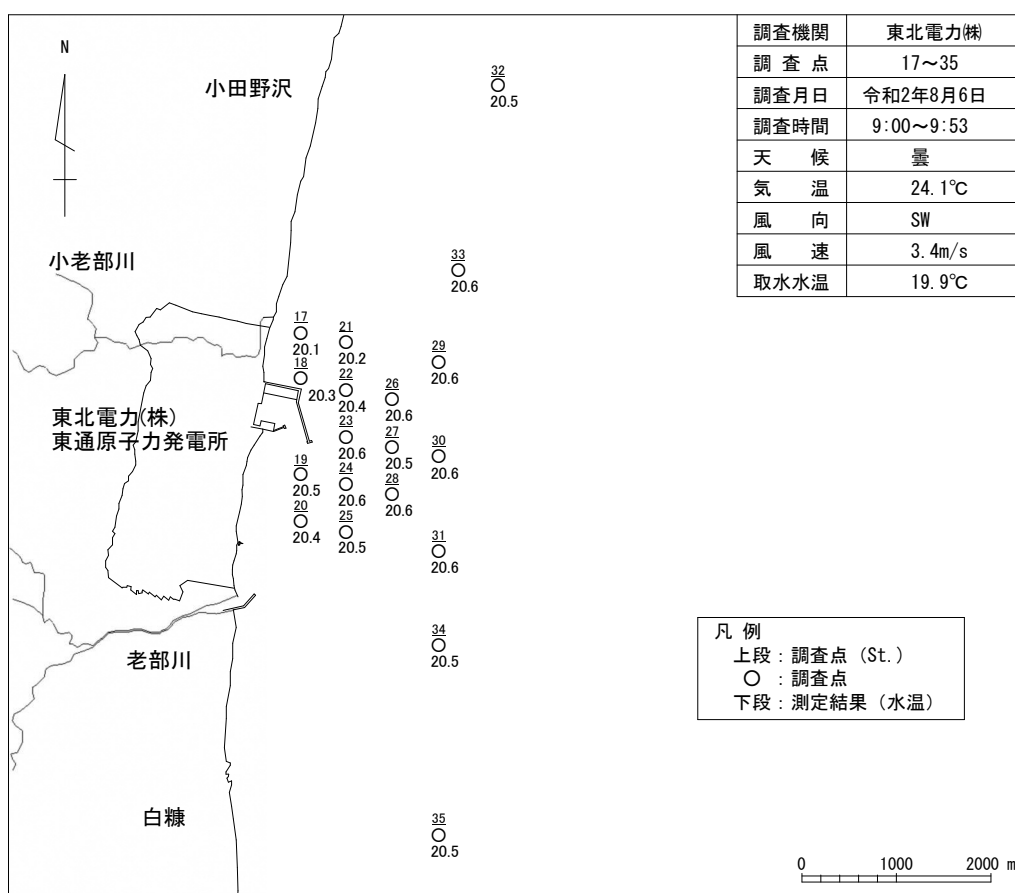 調査機関 東北電力㈱
調査点 17～35
調査月日 令和2年8月6日
調査時間 9:00～9:53
天候 曇
気温 24.1℃
風向 SW
風速 3.4m/s
取水水温 19.9℃
N
小田野沢
32
20.5
小老部川
33
20.6
17
20.1
21
20.2
29
20.6
18
20.3
22
20.4
26
20.6
東北電力(株)
東通原子力発電所
23
20.6
27
20.5
30
20.6
19
20.5
24
20.6
28
20.6
20
20.4
25
20.5
31
20.6
老部川
34
20.5
凡例
上段：調査点（St.）
○：調査点
下段：測定結果（水温）
白糠
35
20.5
0 1000 2000 m